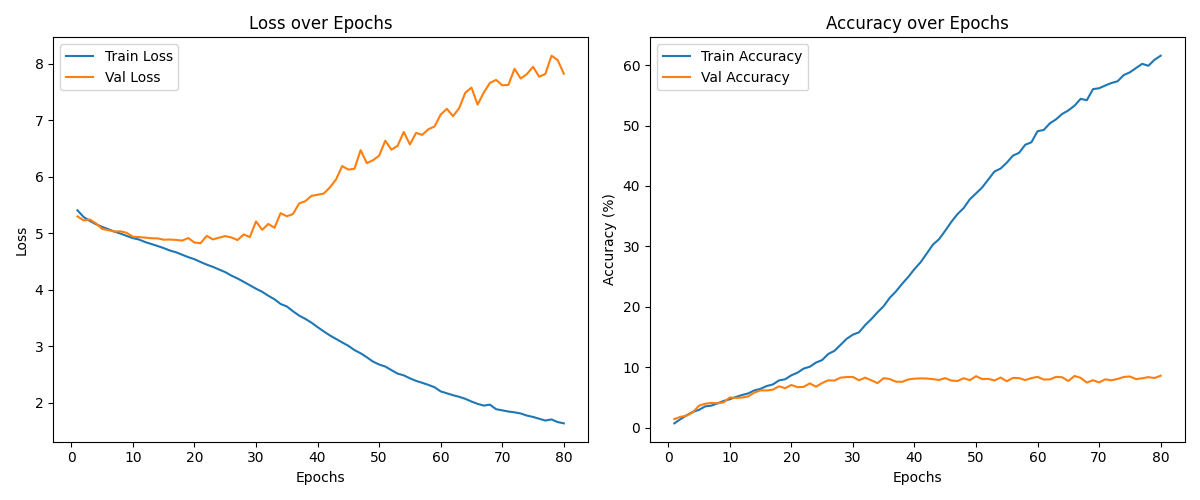 Loss over Epochs
Train Loss
Val Loss
8
7
6
5
4
3
2
Loss
0 10 20 30 40 50 60 70 80
Epochs
Accuracy over Epochs
Train Accuracy
Val Accuracy
60
50
40
30
20
10
0
Accuracy (%)
0 10 20 30 40 50 60 70 80
Epochs